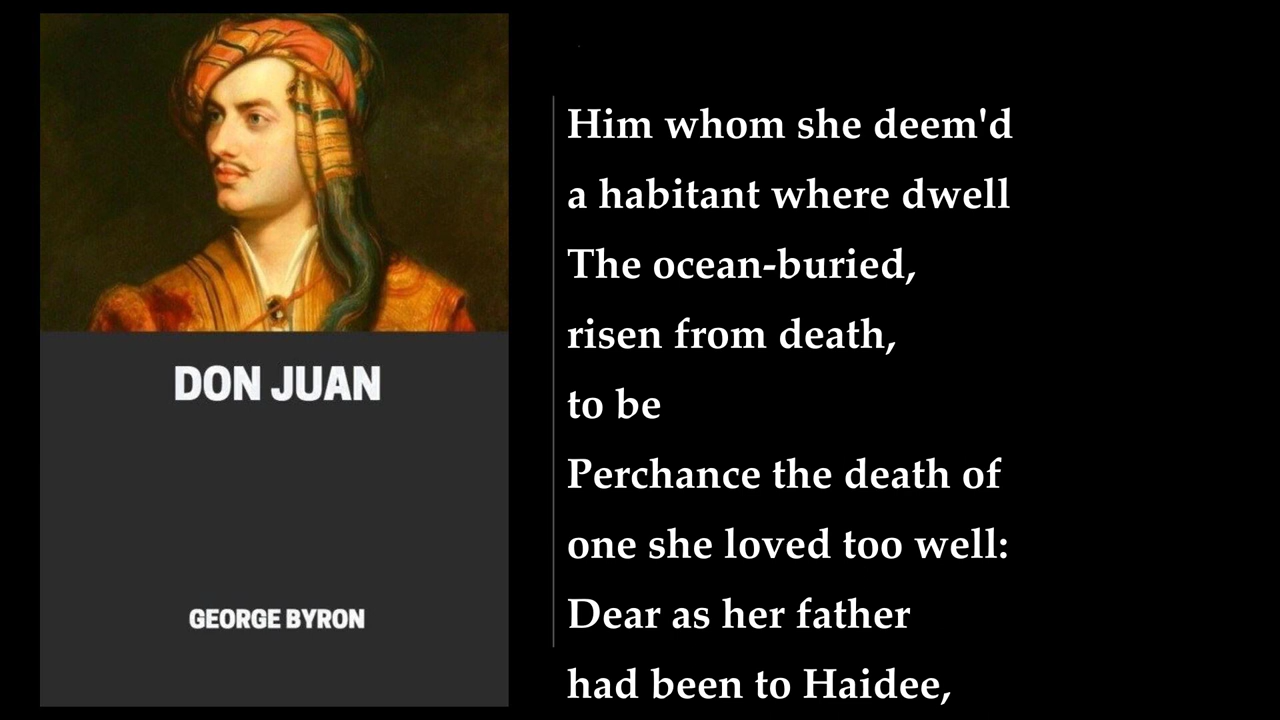 DON JUAN
GEORGE BYRON
Him whom she deem'd
a habitant where dwell
The ocean-buried,
risen from death,
to be
Perchance the death of
one she loved too well:
Dear as her father
had been to Haidee,